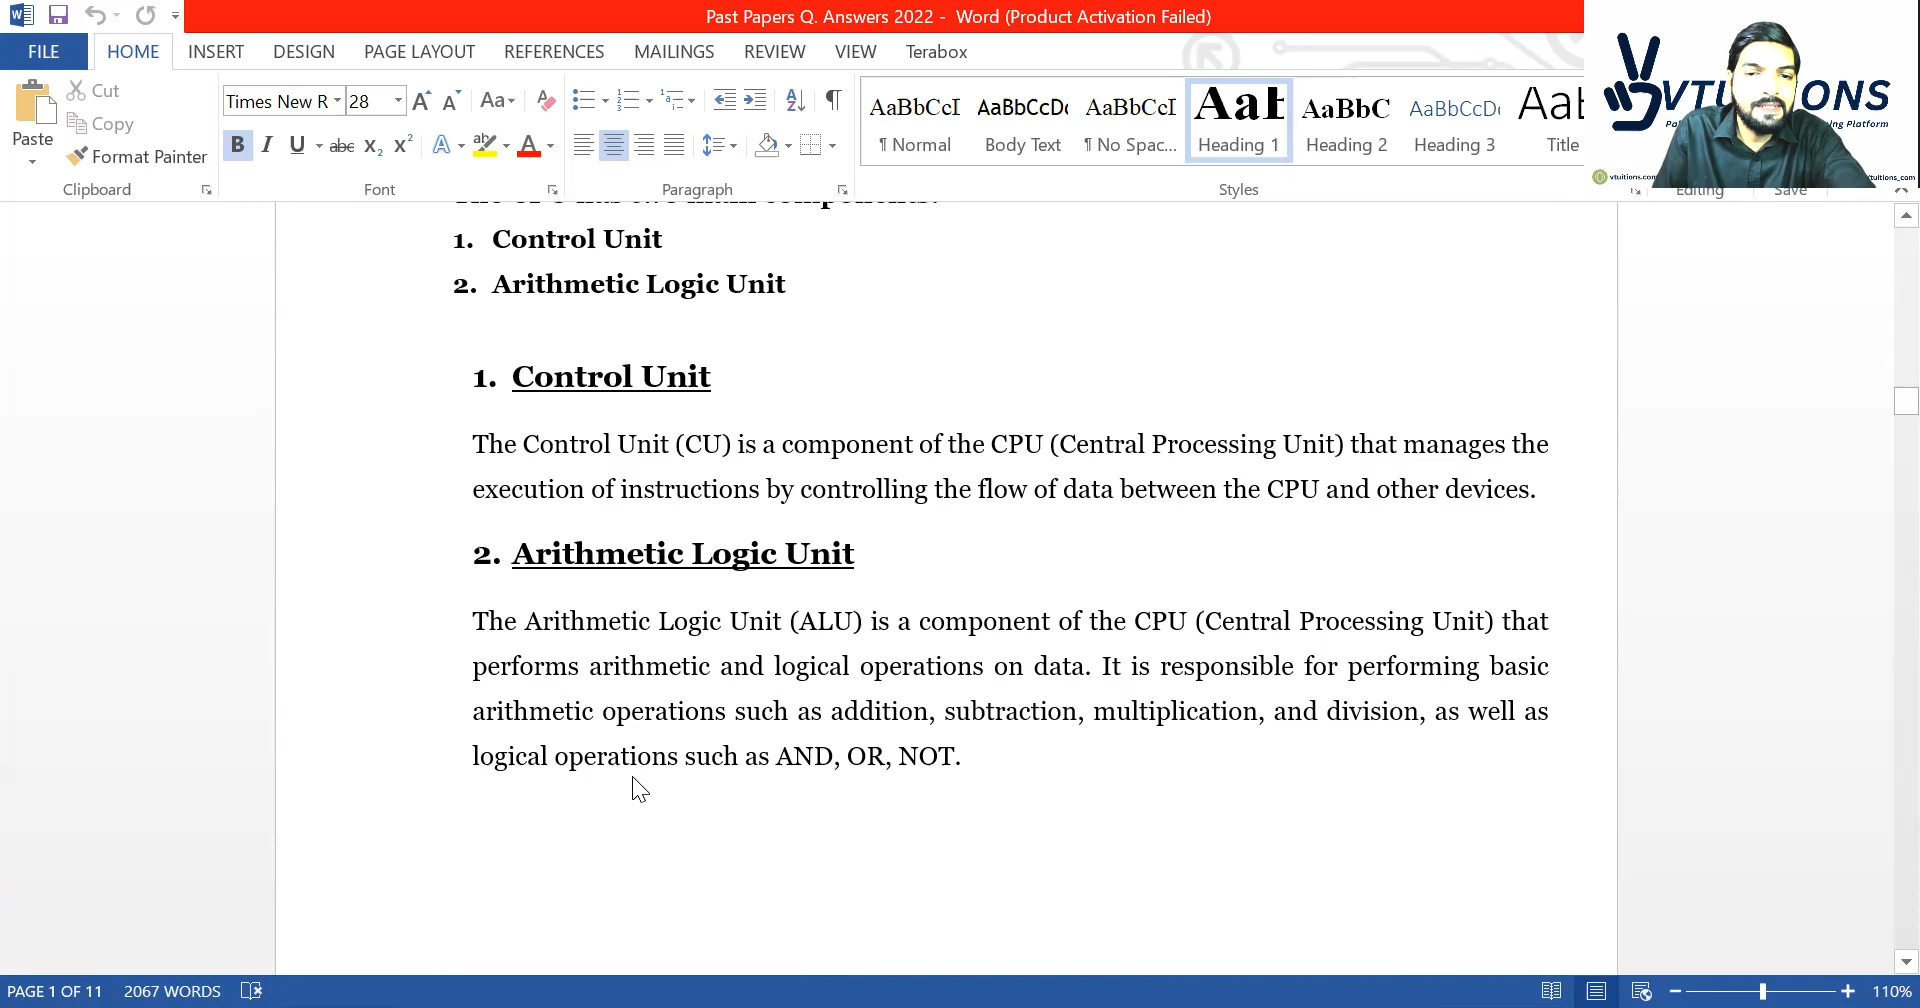 Past Papers Q. Answers 2022 - Word (Product Activation Failed)
FILE HOME INSERT DESIGN PAGE LAYOUT REFERENCES MAILINGS REVIEW VIEW Terabox
Paste
Cut
Copy
Format Painter
Clipboard
Times New R 28
Font
Paragraph
AaBbCcI AaBbCcDc AaBbCcI AaB AaBbC AaBbCcDc
¶ Normal Body Text ¶ No Spac... Heading 1 Heading 2 Heading 3 Title
Styles
Editing Save
VTUITIONS
vtuitions.com
1. Control Unit
2. Arithmetic Logic Unit
1. Control Unit
The Control Unit (CU) is a component of the CPU (Central Processing Unit) that manages the
execution of instructions by controlling the flow of data between the CPU and other devices.
2. Arithmetic Logic Unit
The Arithmetic Logic Unit (ALU) is a component of the CPU (Central Processing Unit) that
performs arithmetic and logical operations on data. It is responsible for performing basic
arithmetic operations such as addition, subtraction, multiplication, and division, as well as
logical operations such as AND, OR, NOT.
PAGE 1 OF 11 2067 WORDS 110%